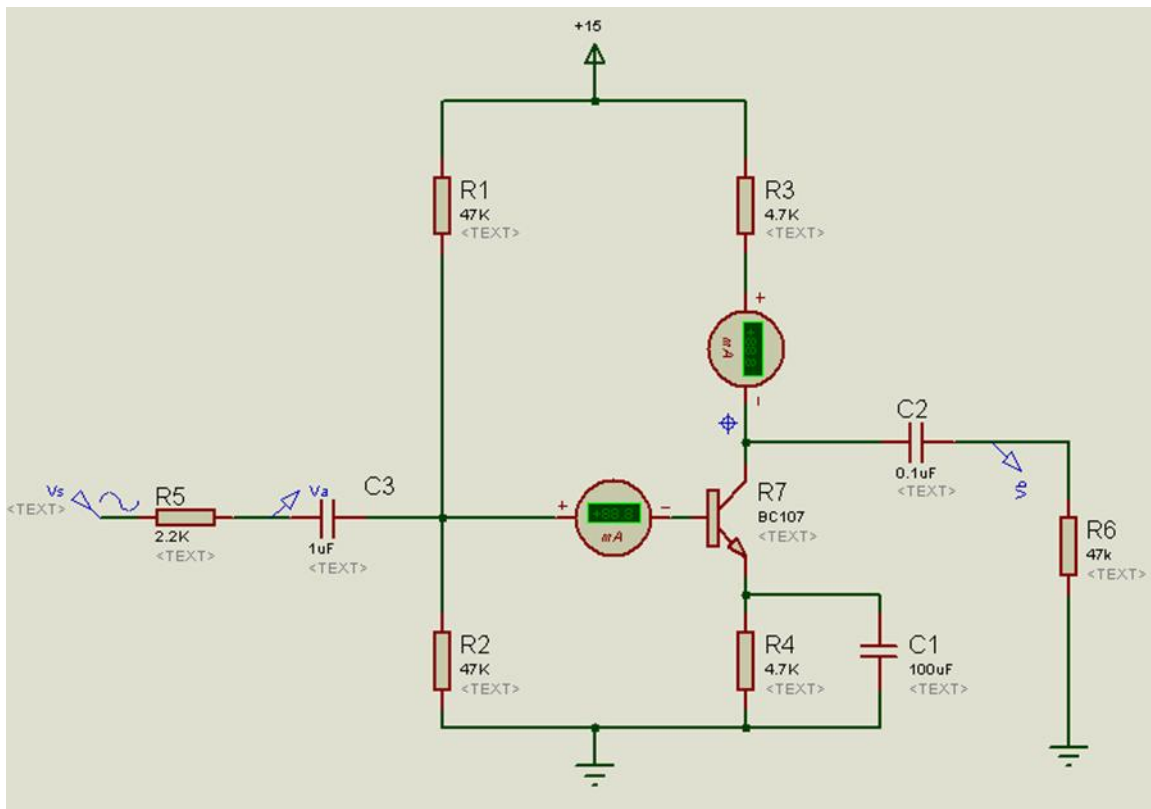 +15
R1
47K
<TEXT>
R3
4.7K
<TEXT>
+
mA
-
C2
0.1uF
<TEXT>
Vs
<TEXT>
R5
2.2K
<TEXT>
Va
C3
1uF
<TEXT>
+
mA
-
R7
BC107
<TEXT>
R6
47k
<TEXT>
R2
47K
<TEXT>
R4
4.7K
<TEXT>
C1
100uF
<TEXT>